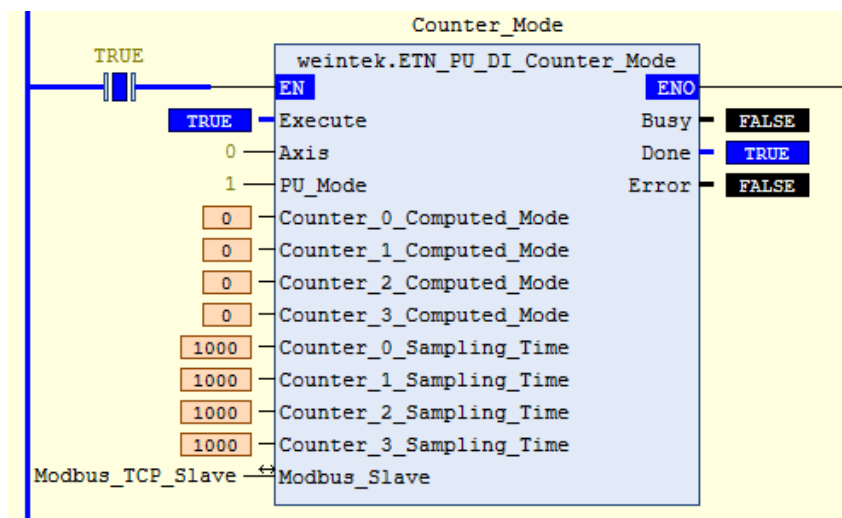 Counter_Mode
TRUE
weintek.ETN_PU_DI_Counter_Mode
EN ENO
TRUE Execute Busy FALSE
0 Axis Done TRUE
1 PU_Mode Error FALSE
0 Counter_0_Computed_Mode
0 Counter_1_Computed_Mode
0 Counter_2_Computed_Mode
0 Counter_3_Computed_Mode
1000 Counter_0_Sampling_Time
1000 Counter_1_Sampling_Time
1000 Counter_2_Sampling_Time
1000 Counter_3_Sampling_Time
Modbus_TCP_Slave Modbus_Slave